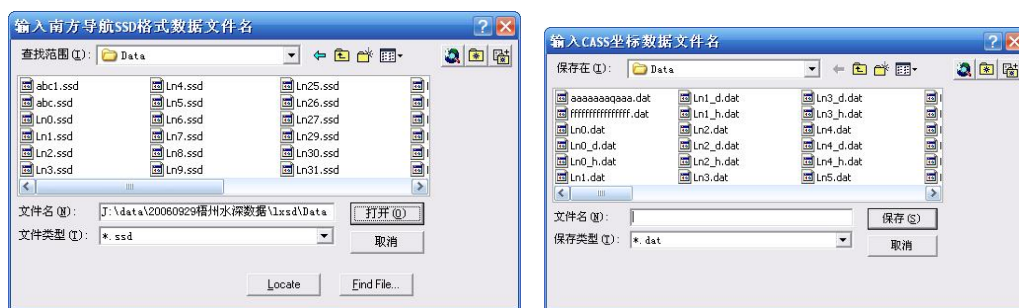 输入南方导航SSD格式数据文件名
查找范围(I): Data
abc1.ssd Ln4.ssd Ln25.ssd
abc.ssd Ln5.ssd Ln26.ssd
Ln0.ssd Ln6.ssd Ln27.ssd
Ln1.ssd Ln7.ssd Ln29.ssd
Ln2.ssd Ln8.ssd Ln30.ssd
Ln3.ssd Ln9.ssd Ln31.ssd
文件名(N): J:\data\20060929梧州水深数据\lxsd\Data 打开(O)
文件类型(T): *.ssd 取消
Locate Find File...
输入CASS坐标数据文件名
保存在(I): Data
aaaaaaaqaaa.dat Ln1_d.dat Ln3_d.dat
Ln1_h.dat Ln3_h.dat
Ln0.dat Ln2.dat Ln4.dat
Ln0_d.dat Ln2_d.dat Ln4_d.dat
Ln0_h.dat Ln2_h.dat Ln4_h.dat
Ln1.dat Ln3.dat Ln5.dat
文件名(N): 保存(S)
保存类型(T): *.dat 取消